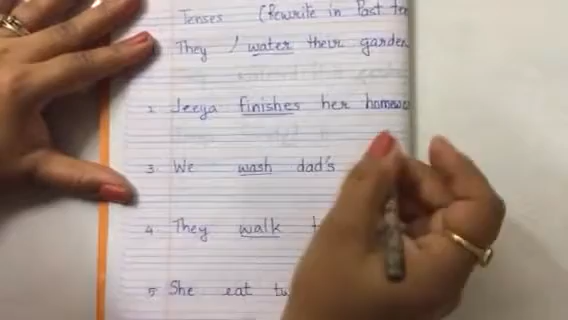 Tenses (Rewrite in Past
They / water their garden
2. Jeeya finishes her
3. We wash dad's
4. They walk
5. She eat